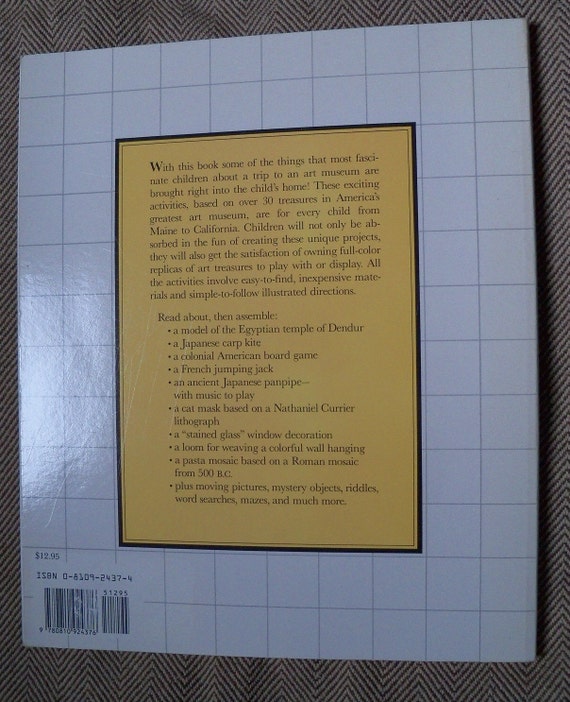 With this book some of the things that most fasci-
nate children about a trip to an art museum are
brought right into the child's home! These exciting
activities, based on over 30 treasures in America's
greatest art museum, are for every child from
Maine to California. Children will not only be ab-
sorbed in the fun of creating these unique projects,
they will also get the satisfaction of owning full-color
replicas of art treasures to play with or display. All
the activities involve easy-to-find, inexpensive mate-
rials and simple-to-follow illustrated directions.
Read about, then assemble:
• a model of the Egyptian temple of Dendur
• a Japanese carp kite
• a colonial American board game
• a French jumping jack
• an ancient Japanese panpipe—
with music to play
• a cat mask based on a Nathaniel Currier
lithograph
• a “stained glass” window decoration
• a loom for weaving a colorful wall hanging
• a pasta mosaic based on a Roman mosaic
from 500 B.C.
• plus moving pictures, mystery objects, riddles,
word searches, mazes, and much more.
$12.95
ISBN 0-8109-2437-4
51295
9 780810 924376